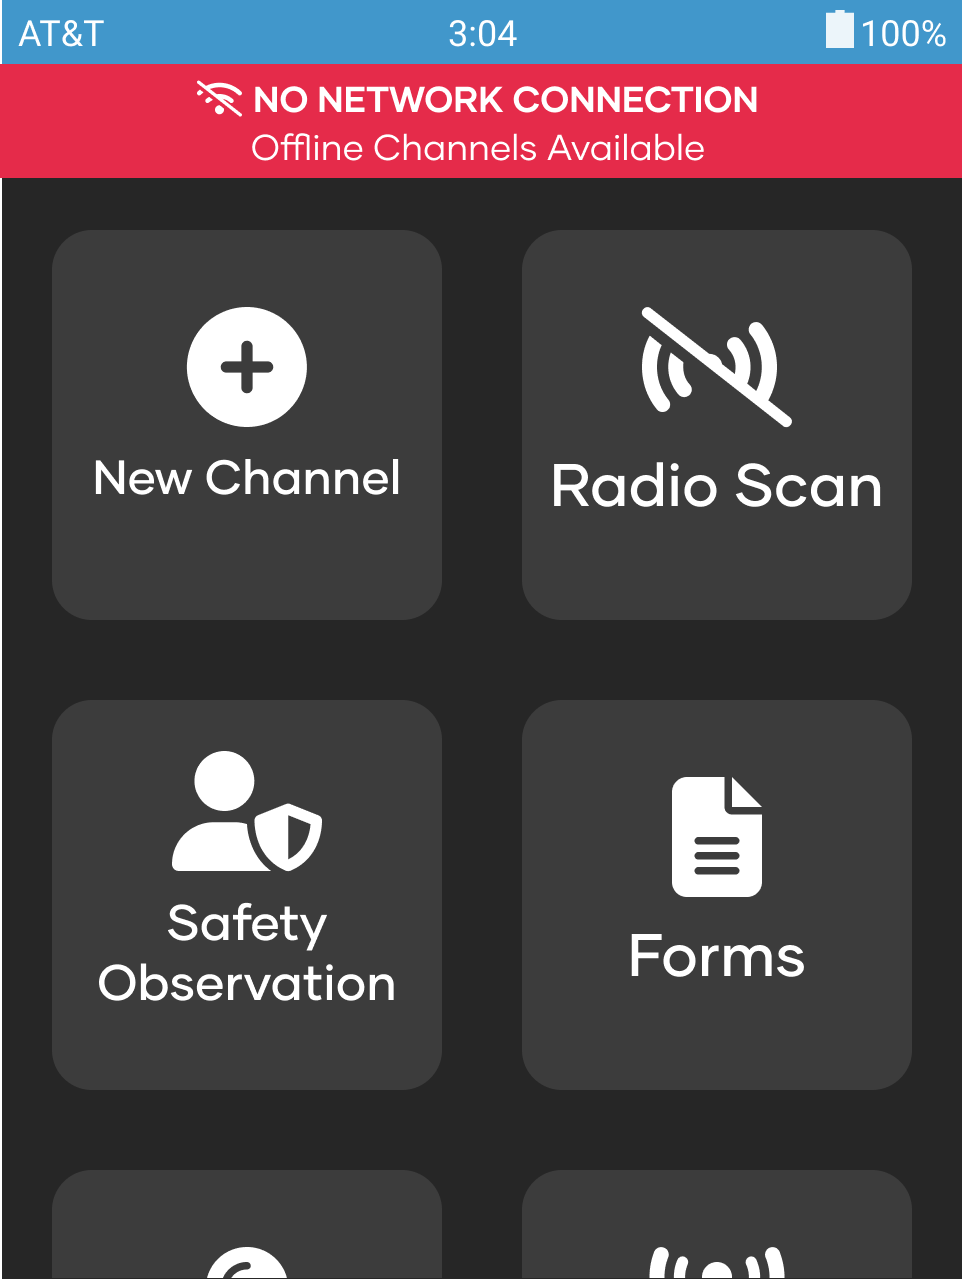 AT&T 3:04 100%
NO NETWORK CONNECTION
Offline Channels Available
New Channel
Radio Scan
Safety
Observation
Forms